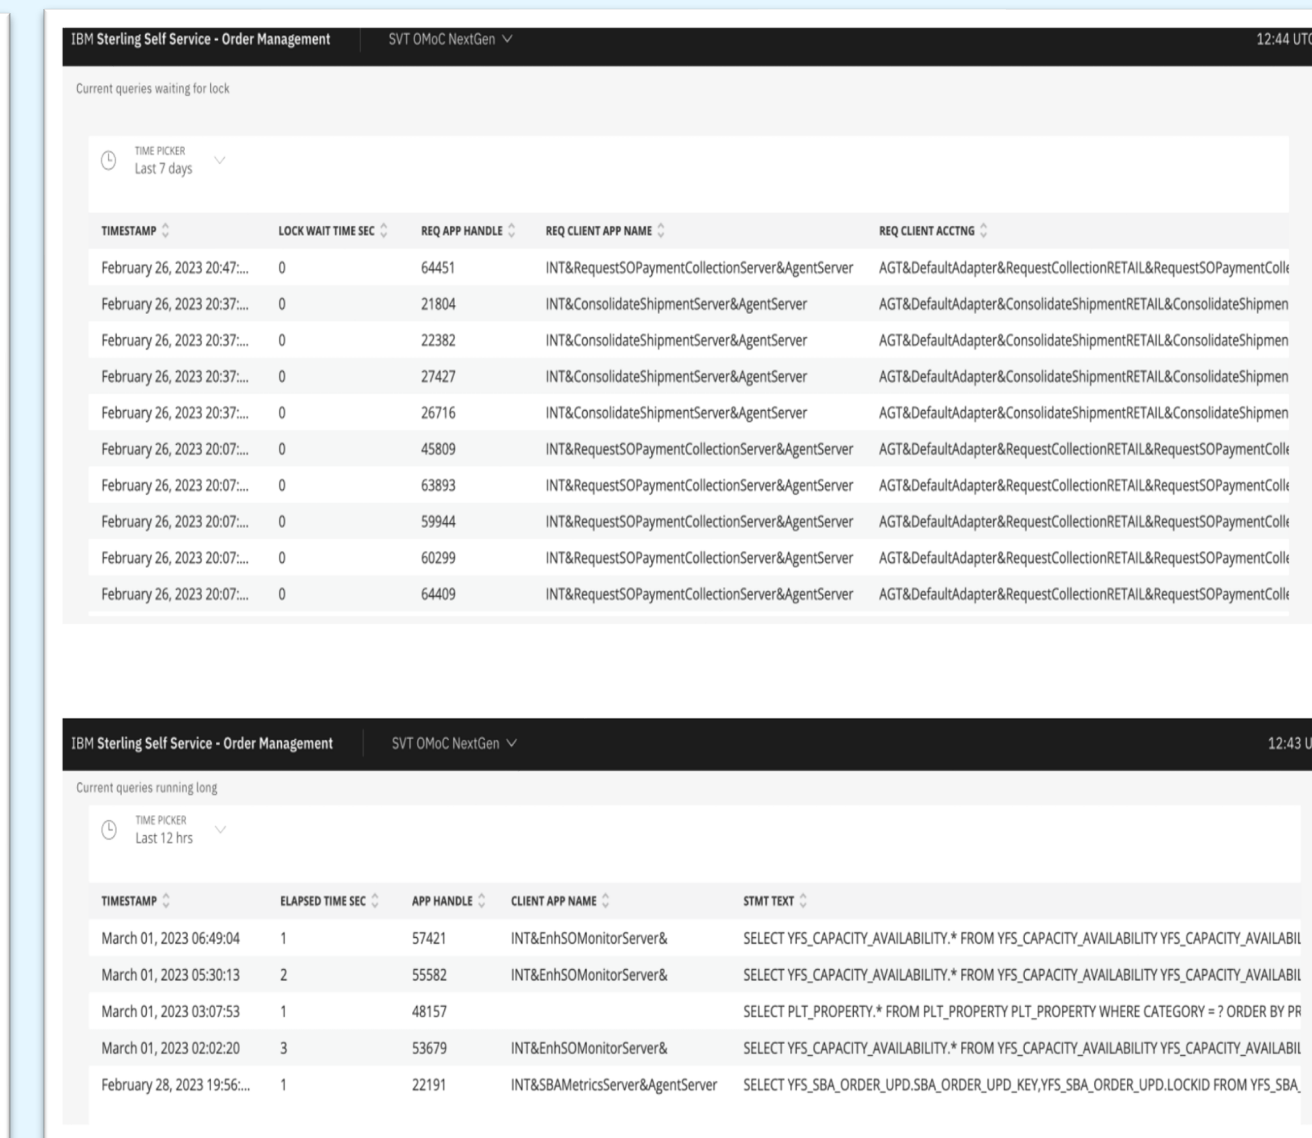 IBM Sterling Self Service - Order Management SVT OMoC NextGen 12:44 UTC
Current queries waiting for lock
TIME PICKER
Last 7 days
TIMESTAMP LOCK WAIT TIME SEC REQ APP HANDLE REQ CLIENT APP NAME REQ CLIENT ACCTNG
February 26, 2023 20:47:... 0 64451 INT&RequestSOPaymentCollectionServer&AgentServer AGT&DefaultAdapter&RequestCollectionRETAIL&RequestSOPaymentColle
February 26, 2023 20:37:... 0 21804 INT&ConsolidateShipmentServer&AgentServer AGT&DefaultAdapter&ConsolidateShipmentRETAIL&ConsolidateShipmen
February 26, 2023 20:37:... 0 22382 INT&ConsolidateShipmentServer&AgentServer AGT&DefaultAdapter&ConsolidateShipmentRETAIL&ConsolidateShipmen
February 26, 2023 20:37:... 0 27427 INT&ConsolidateShipmentServer&AgentServer AGT&DefaultAdapter&ConsolidateShipmentRETAIL&ConsolidateShipmen
February 26, 2023 20:37:... 0 26716 INT&ConsolidateShipmentServer&AgentServer AGT&DefaultAdapter&ConsolidateShipmentRETAIL&ConsolidateShipmen
February 26, 2023 20:07:... 0 45809 INT&RequestSOPaymentCollectionServer&AgentServer AGT&DefaultAdapter&RequestCollectionRETAIL&RequestSOPaymentColle
February 26, 2023 20:07:... 0 63893 INT&RequestSOPaymentCollectionServer&AgentServer AGT&DefaultAdapter&RequestCollectionRETAIL&RequestSOPaymentColle
February 26, 2023 20:07:... 0 59944 INT&RequestSOPaymentCollectionServer&AgentServer AGT&DefaultAdapter&RequestCollectionRETAIL&RequestSOPaymentColle
February 26, 2023 20:07:... 0 60299 INT&RequestSOPaymentCollectionServer&AgentServer AGT&DefaultAdapter&RequestCollectionRETAIL&RequestSOPaymentColle
February 26, 2023 20:07:... 0 64409 INT&RequestSOPaymentCollectionServer&AgentServer AGT&DefaultAdapter&RequestCollectionRETAIL&RequestSOPaymentColle
IBM Sterling Self Service - Order Management SVT OMoC NextGen 12:43 U
Current queries running long
TIME PICKER
Last 12 hrs
TIMESTAMP ELAPSED TIME SEC APP HANDLE CLIENT APP NAME STMT TEXT
March 01, 2023 06:49:04 1 57421 INT&EnhSOMonitorServer& SELECT YFS_CAPACITY_AVAILABILITY.* FROM YFS_CAPACITY_AVAILABILITY YFS_CAPACITY_AVAILABIL
March 01, 2023 05:30:13 2 55582 INT&EnhSOMonitorServer& SELECT YFS_CAPACITY_AVAILABILITY.* FROM YFS_CAPACITY_AVAILABILITY YFS_CAPACITY_AVAILABIL
March 01, 2023 03:07:53 1 48157 SELECT PLT_PROPERTY.* FROM PLT_PROPERTY PLT_PROPERTY WHERE CATEGORY = ? ORDER BY PR
March 01, 2023 02:02:20 3 53679 INT&EnhSOMonitorServer& SELECT YFS_CAPACITY_AVAILABILITY.* FROM YFS_CAPACITY_AVAILABILITY YFS_CAPACITY_AVAILABIL
February 28, 2023 19:56:... 1 22191 INT&SBAMetricsServer&AgentServer SELECT YFS_SBA_ORDER_UPD.SBA_ORDER_UPD_KEY,YFS_SBA_ORDER_UPD.LOCKID FROM YFS_SBA_